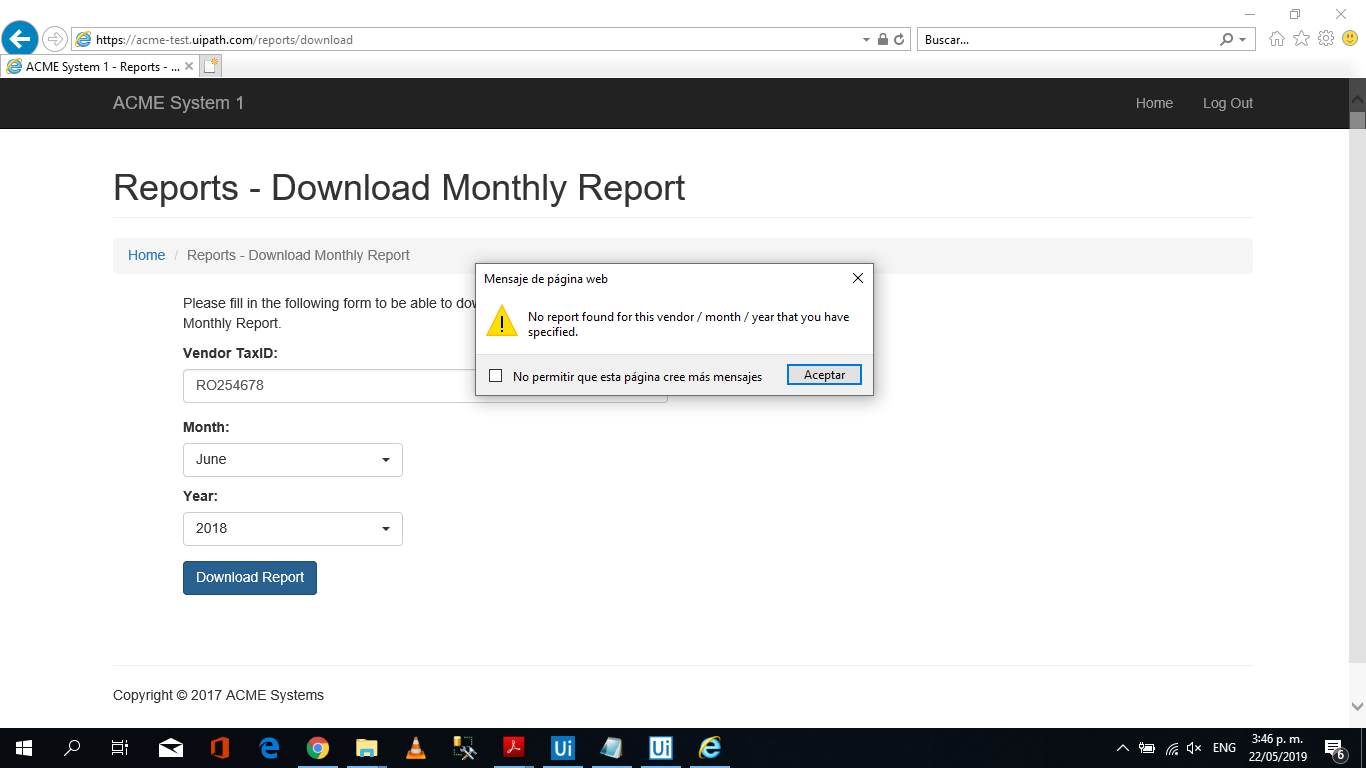 https://acme-test.uipath.com/reports/download
Buscar...
ACME System 1 - Reports - ...
ACME System 1
Home
Log Out
Reports - Download Monthly Report
Home / Reports - Download Monthly Report
Mensaje de página web
Please fill in the following form to be able to dow
Monthly Report.
No report found for this vendor / month / year that you have
specified.
Vendor TaxID:
RO254678
No permitir que esta página cree más mensajes
Aceptar
Month:
June
Year:
2018
Download Report
Copyright © 2017 ACME Systems
Ui
Ui
ENG
3:46 p. m.
22/05/2019
6